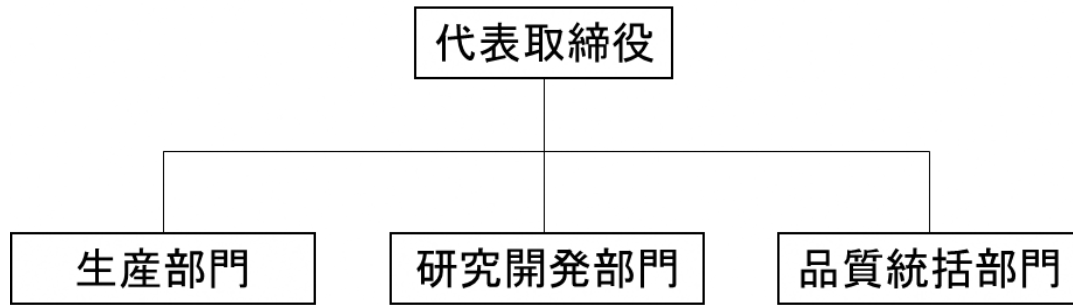 代表取締役
生産部門
研究開発部門
品質統括部門